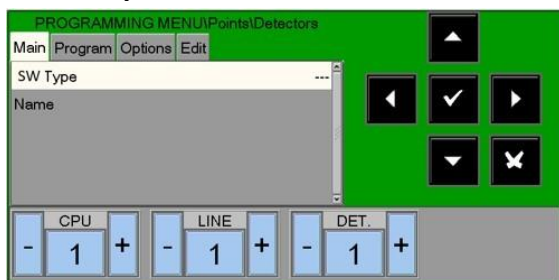 PROGRAMMING MENU\Points\Detectors
Main Program Options Edit
SW Type ---
Name
CPU LINE DET.
- 1 + - 1 + - 1 +